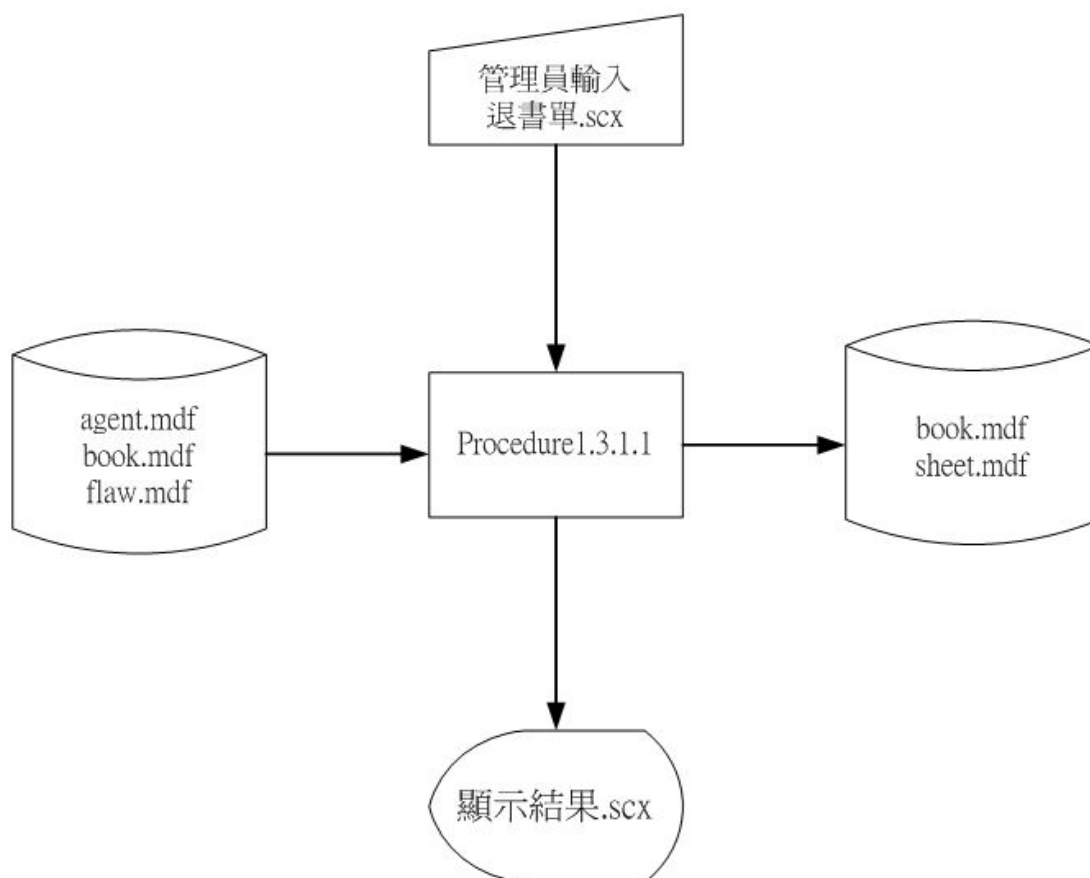 管理員輸入
退書單.scx
agent.mdf
book.mdf
flaw.mdf
Procedure1.3.1.1
book.mdf
sheet.mdf
顯示結果.scx